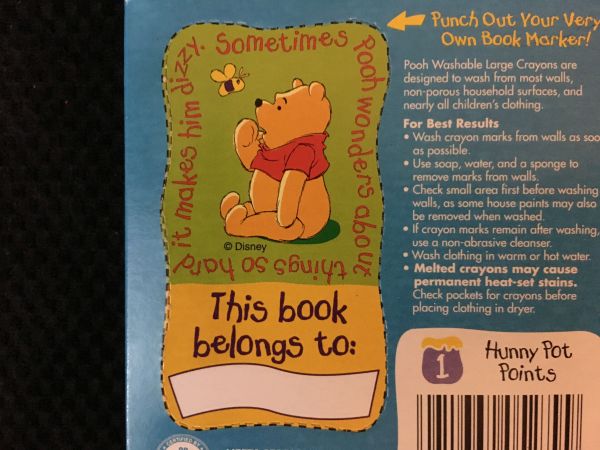 Sometimes Pooh wonders about things so hard it makes him dizzy.
© Disney
This book
belongs to:
Punch Out Your Very
Own Book Marker!
Pooh Washable Large Crayons are
designed to wash from most walls,
non-porous household surfaces, and
nearly all children's clothing.
For Best Results
• Wash crayon marks from walls as soo
as possible.
• Use soap, water, and a sponge to
remove marks from walls.
• Check small area first before washing
walls, as some house paints may also
be removed when washed.
• If crayon marks remain after washing,
use a non-abrasive cleanser.
• Wash clothing in warm or hot water.
• Melted crayons may cause
permanent heat-set stains.
Check pockets for crayons before
placing clothing in dryer.
1
Hunny Pot
Points
CERTIFIED BY